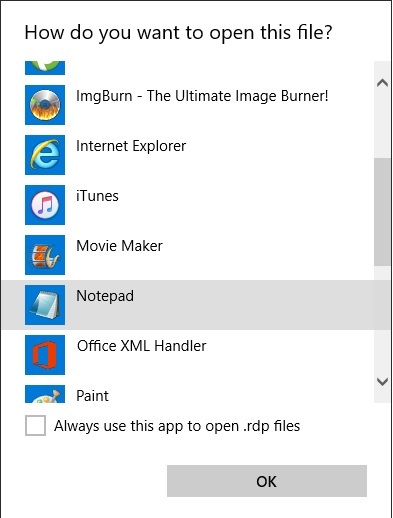 How do you want to open this file?
ImgBurn - The Ultimate Image Burner!
Internet Explorer
iTunes
Movie Maker
Notepad
Office XML Handler
Paint
Always use this app to open .rdp files
OK